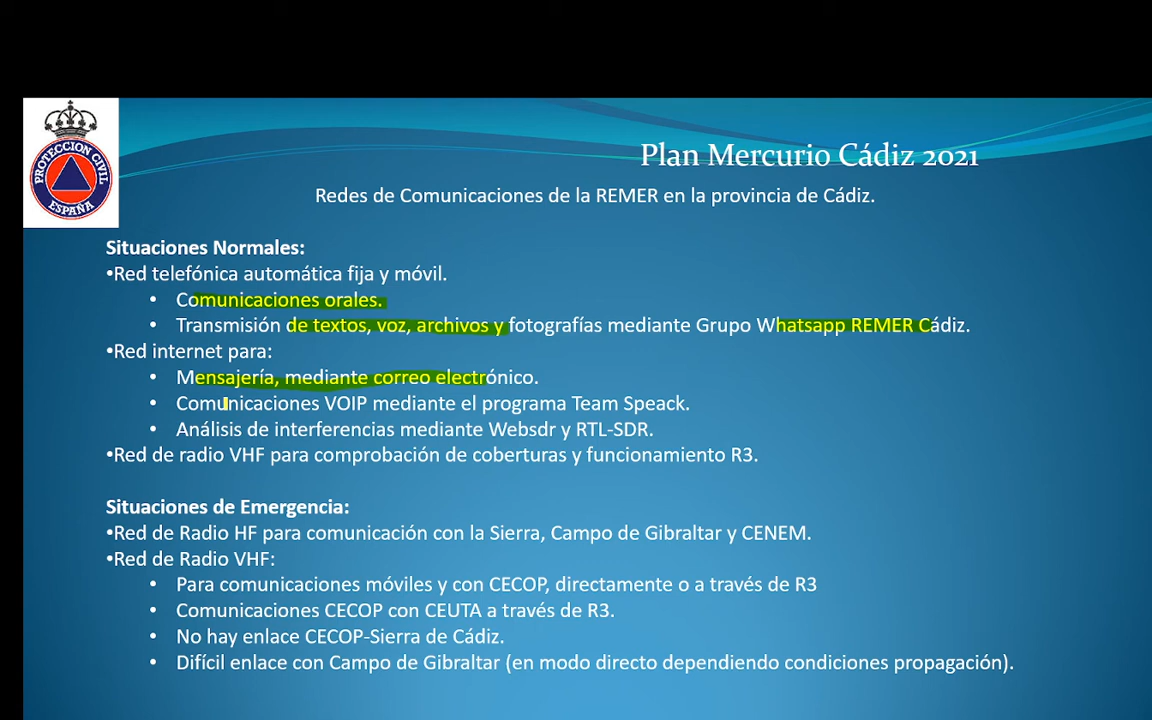 PROTECCION CIVIL
ESPAÑA
Plan Mercurio Cádiz 2021
Redes de Comunicaciones de la REMER en la provincia de Cádiz.
Situaciones Normales:
•Red telefónica automática fija y móvil.
• Comunicaciones orales.
• Transmisión de textos, voz, archivos y fotografías mediante Grupo Whatsapp REMER Cádiz.
•Red internet para:
• Mensajería, mediante correo electrónico.
• Comunicaciones VOIP mediante el programa Team Speack.
• Análisis de interferencias mediante Websdr y RTL-SDR.
•Red de radio VHF para comprobación de coberturas y funcionamiento R3.
Situaciones de Emergencia:
•Red de Radio HF para comunicación con la Sierra, Campo de Gibraltar y CENEM.
•Red de Radio VHF:
• Para comunicaciones móviles y con CECOP, directamente o a través de R3
• Comunicaciones CECOP con CEUTA a través de R3.
• No hay enlace CECOP-Sierra de Cádiz.
• Difícil enlace con Campo de Gibraltar (en modo directo dependiendo condiciones propagación).